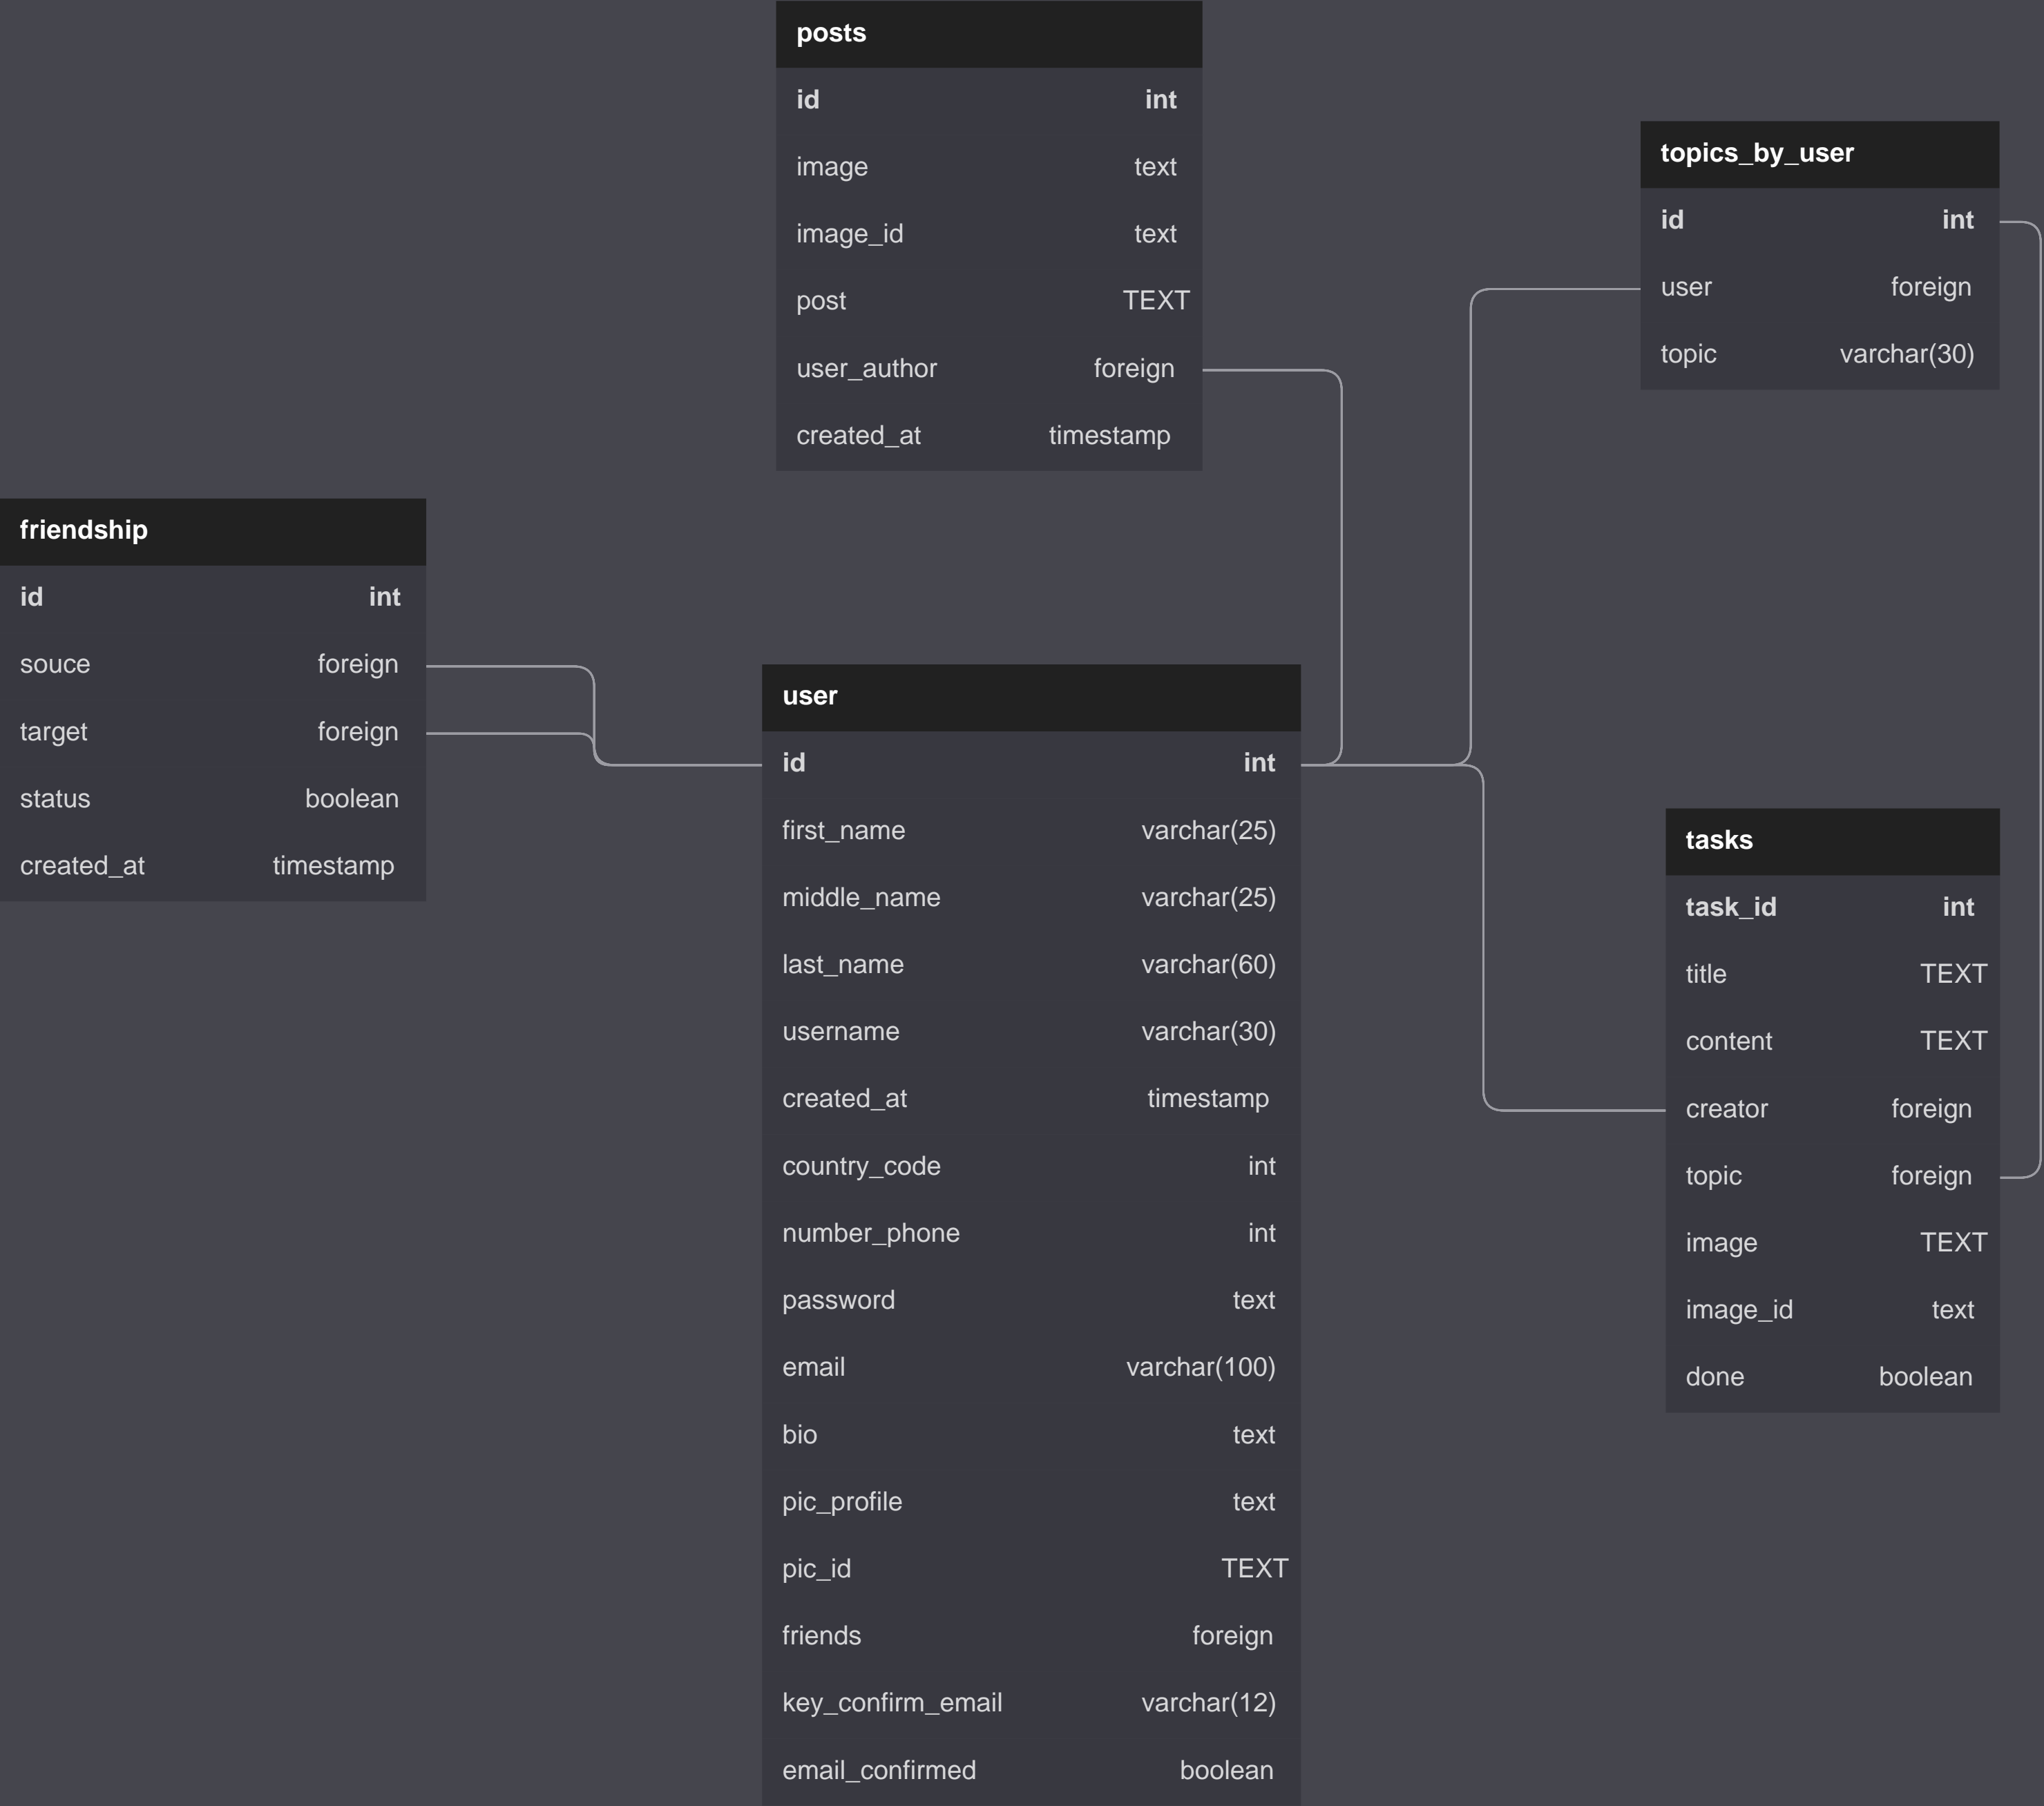 posts
id int
image text
image_id text
post TEXT
user_author foreign
created_at timestamp
topics_by_user
id int
user foreign
topic varchar(30)
friendship
id int
souce foreign
target foreign
status boolean
created_at timestamp
user
id int
first_name varchar(25)
middle_name varchar(25)
last_name varchar(60)
username varchar(30)
created_at timestamp
country_code int
number_phone int
password text
email varchar(100)
bio text
pic_profile text
pic_id TEXT
friends foreign
key_confirm_email varchar(12)
email_confirmed boolean
tasks
task_id int
title TEXT
content TEXT
creator foreign
topic foreign
image TEXT
image_id text
done boolean